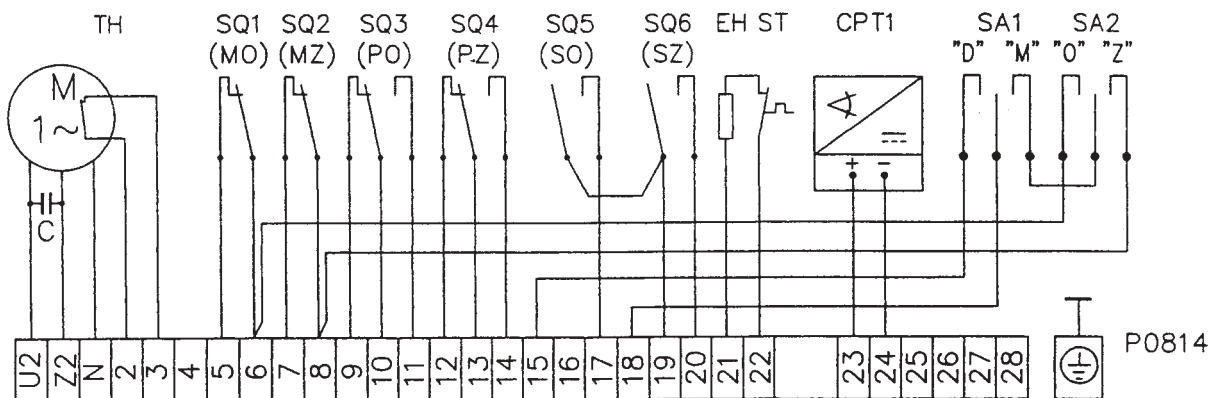 TH SQ1 SQ2 SQ3 SQ4 SQ5 SQ6 EH ST CPT1 SA1 SA2
(MO) (MZ) (PO) (P.Z) (SO) (SZ) "D" "M" "O" "Z"
M
1~
+ −
C
U2 Z2 N 2 3 4 5 6 7 8 9 10 11 12 13 14 15 16 17 18 19 20 21 22 23 24 25 26 27 28
P0814